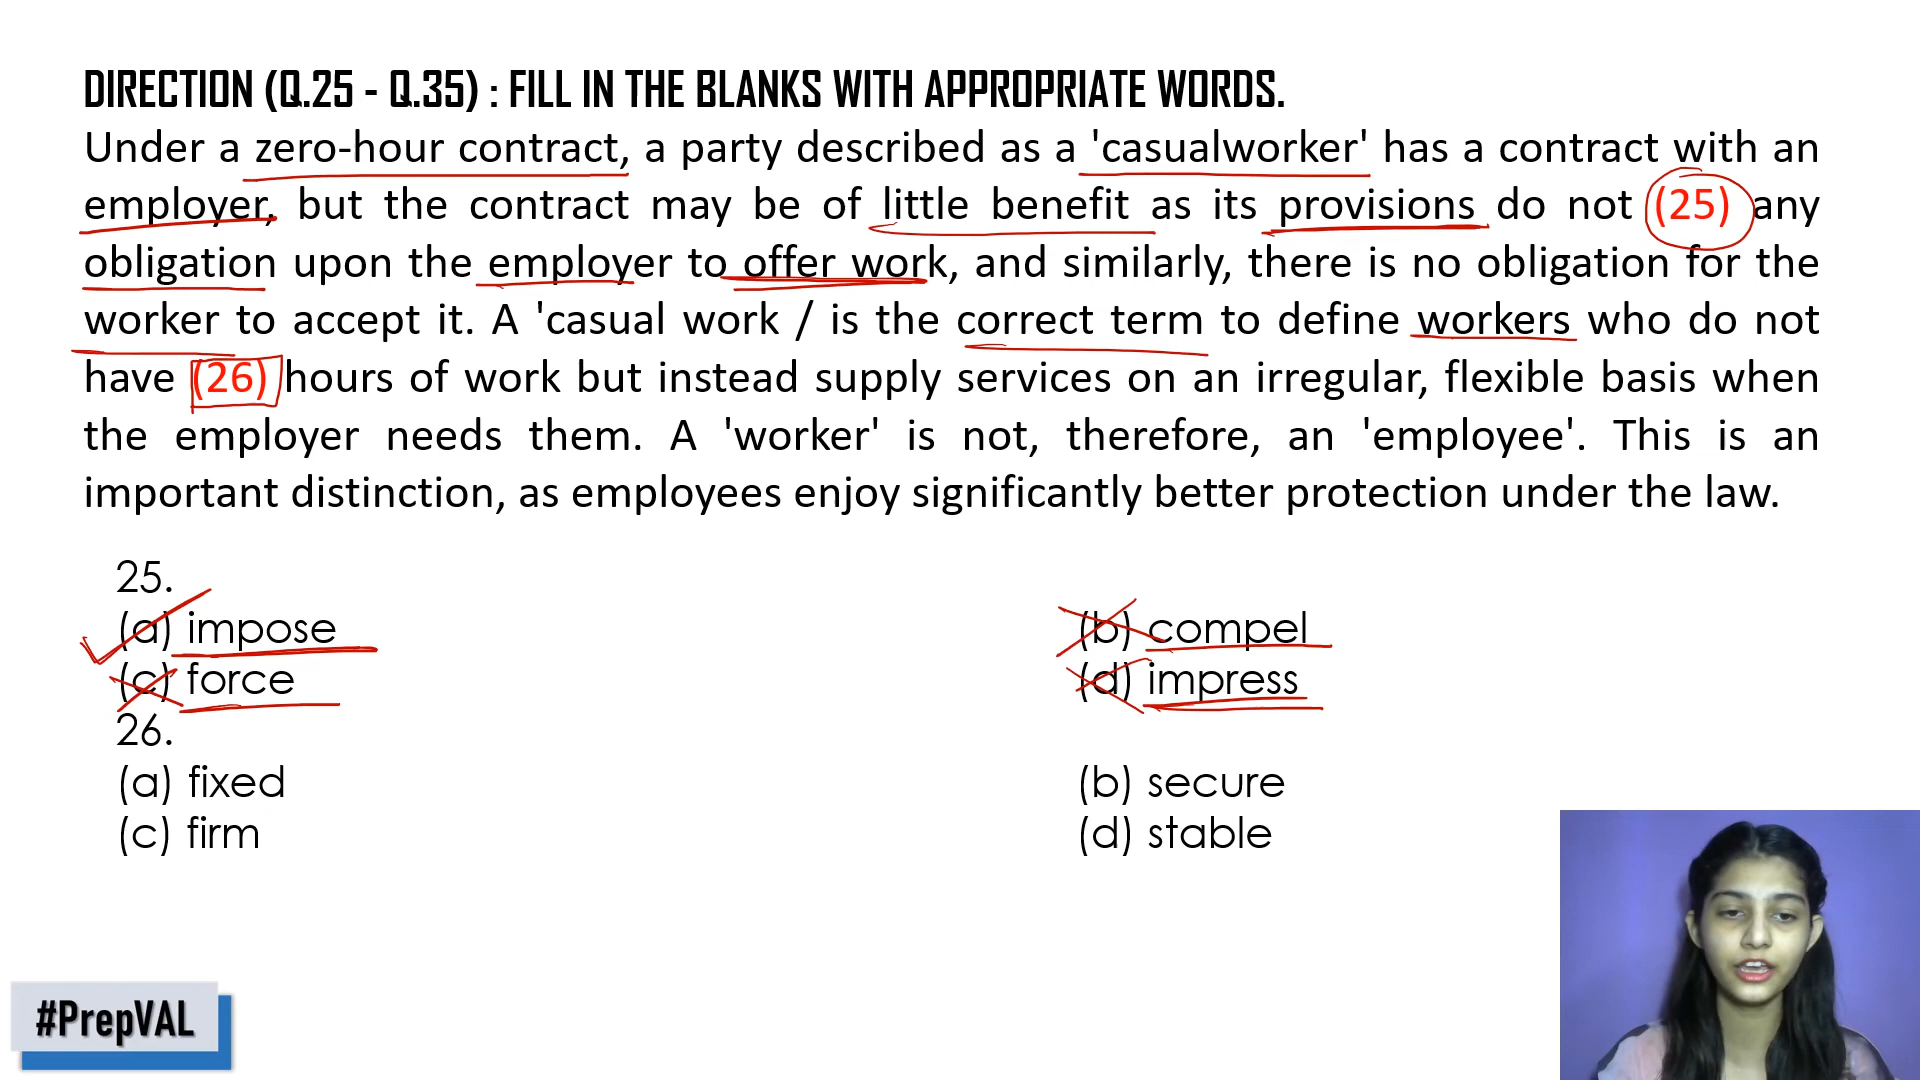 DIRECTION (Q.25 - Q.35) : FILL IN THE BLANKS WITH APPROPRIATE WORDS.
Under a zero-hour contract, a party described as a 'casualworker' has a contract with an
employer, but the contract may be of little benefit as its provisions do not (25) any
obligation upon the employer to offer work, and similarly, there is no obligation for the
worker to accept it. A 'casual work / is the correct term to define workers who do not
have (26) hours of work but instead supply services on an irregular, flexible basis when
the employer needs them. A 'worker' is not, therefore, an 'employee'. This is an
important distinction, as employees enjoy significantly better protection under the law.
25.
(a) impose (b) compel
(c) force (d) impress
26.
(a) fixed (b) secure
(c) firm (d) stable
#PrepVAL